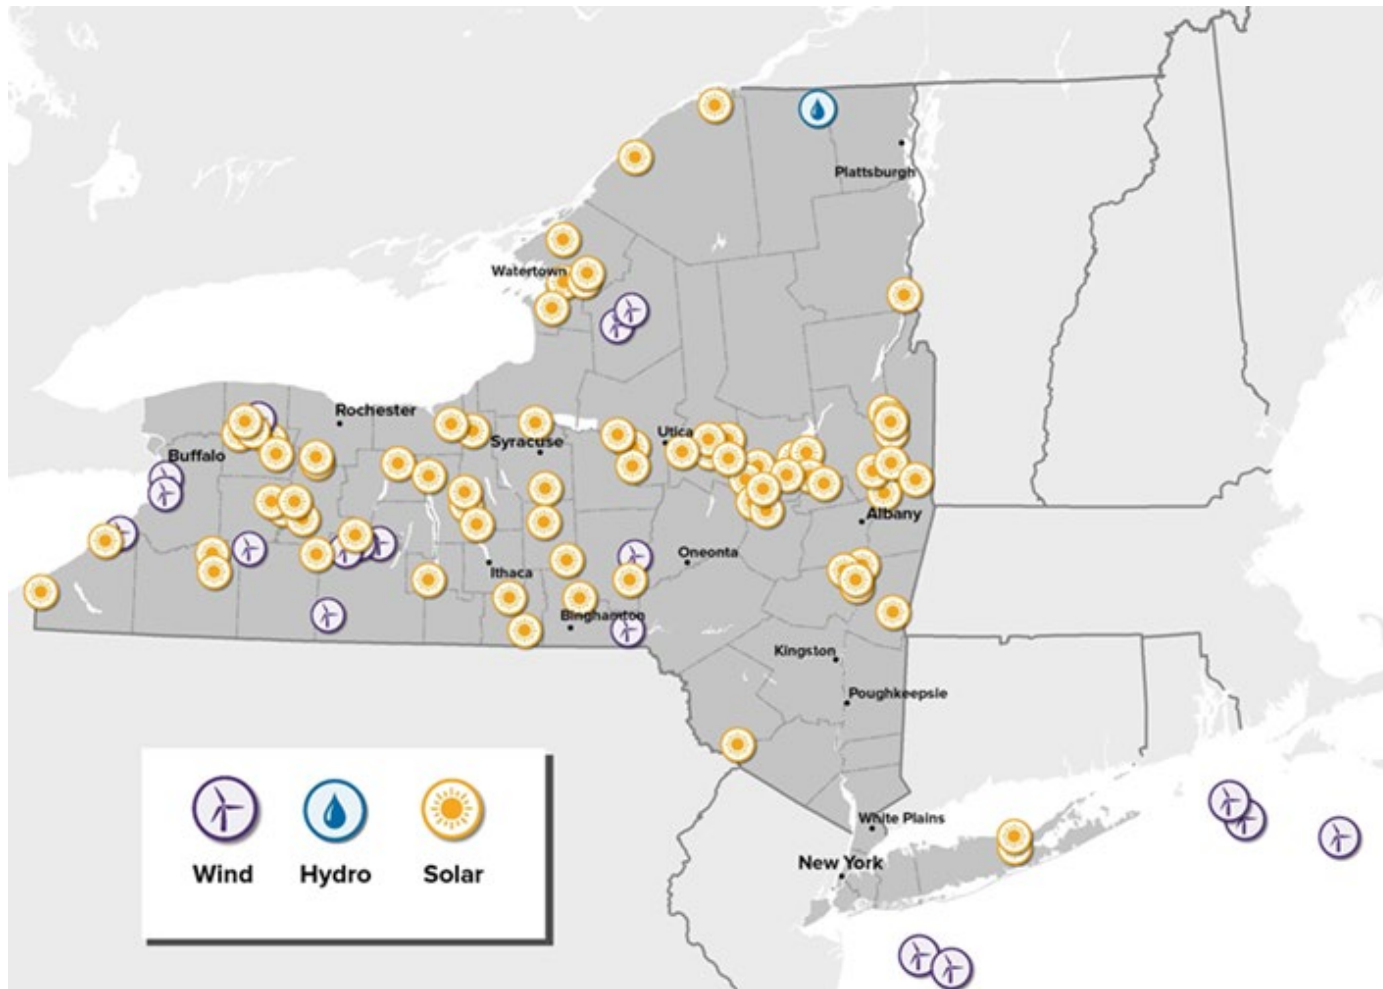 Plattsburgh
Watertown
Rochester
Utica
Syracuse
Buffalo
Albany
Oneonta
Ithaca
Binghamton
Kingston
Poughkeepsie
White Plains
New York
Wind
Hydro
Solar